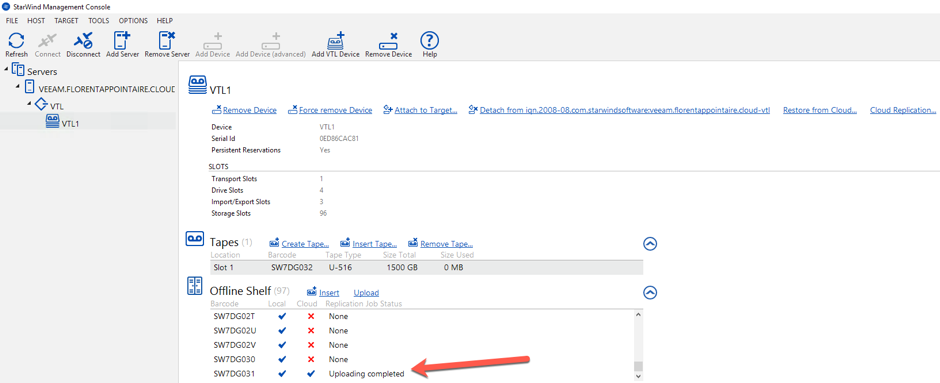 StarWind Management Console
FILE HOST TARGET TOOLS OPTIONS HELP
Refresh Connect Disconnect Add Server Remove Server Add Device Add Device (advanced) Add VTL Device Remove Device Help
Servers
VEEAM.FLORENTAPPOINTAIRE.CLOUD
VTL
VTL1
VTL1
Remove Device Force remove Device Attach to Target... Detach from iqn.2008-08.com.starwindsoftware:veeam.florentappointaire.cloud-vtl Restore from Cloud... Cloud Replication...
Device VTL1
Serial Id 0ED86CAC81
Persistent Reservations Yes
SLOTS
Transport Slots 1
Drive Slots 4
Import/Export Slots 3
Storage Slots 96
Tapes (1) Create Tape... Insert Tape... Remove Tape...
Location Barcode Tape Type Size Total Size Used
Slot 1 SW7DG032 U-516 1500 GB 0 MB
Offline Shelf (97) Insert Upload
Barcode Local Cloud Replication Job Status
SW7DG02T None
SW7DG02U None
SW7DG02V None
SW7DG030 None
SW7DG031 Uploading completed